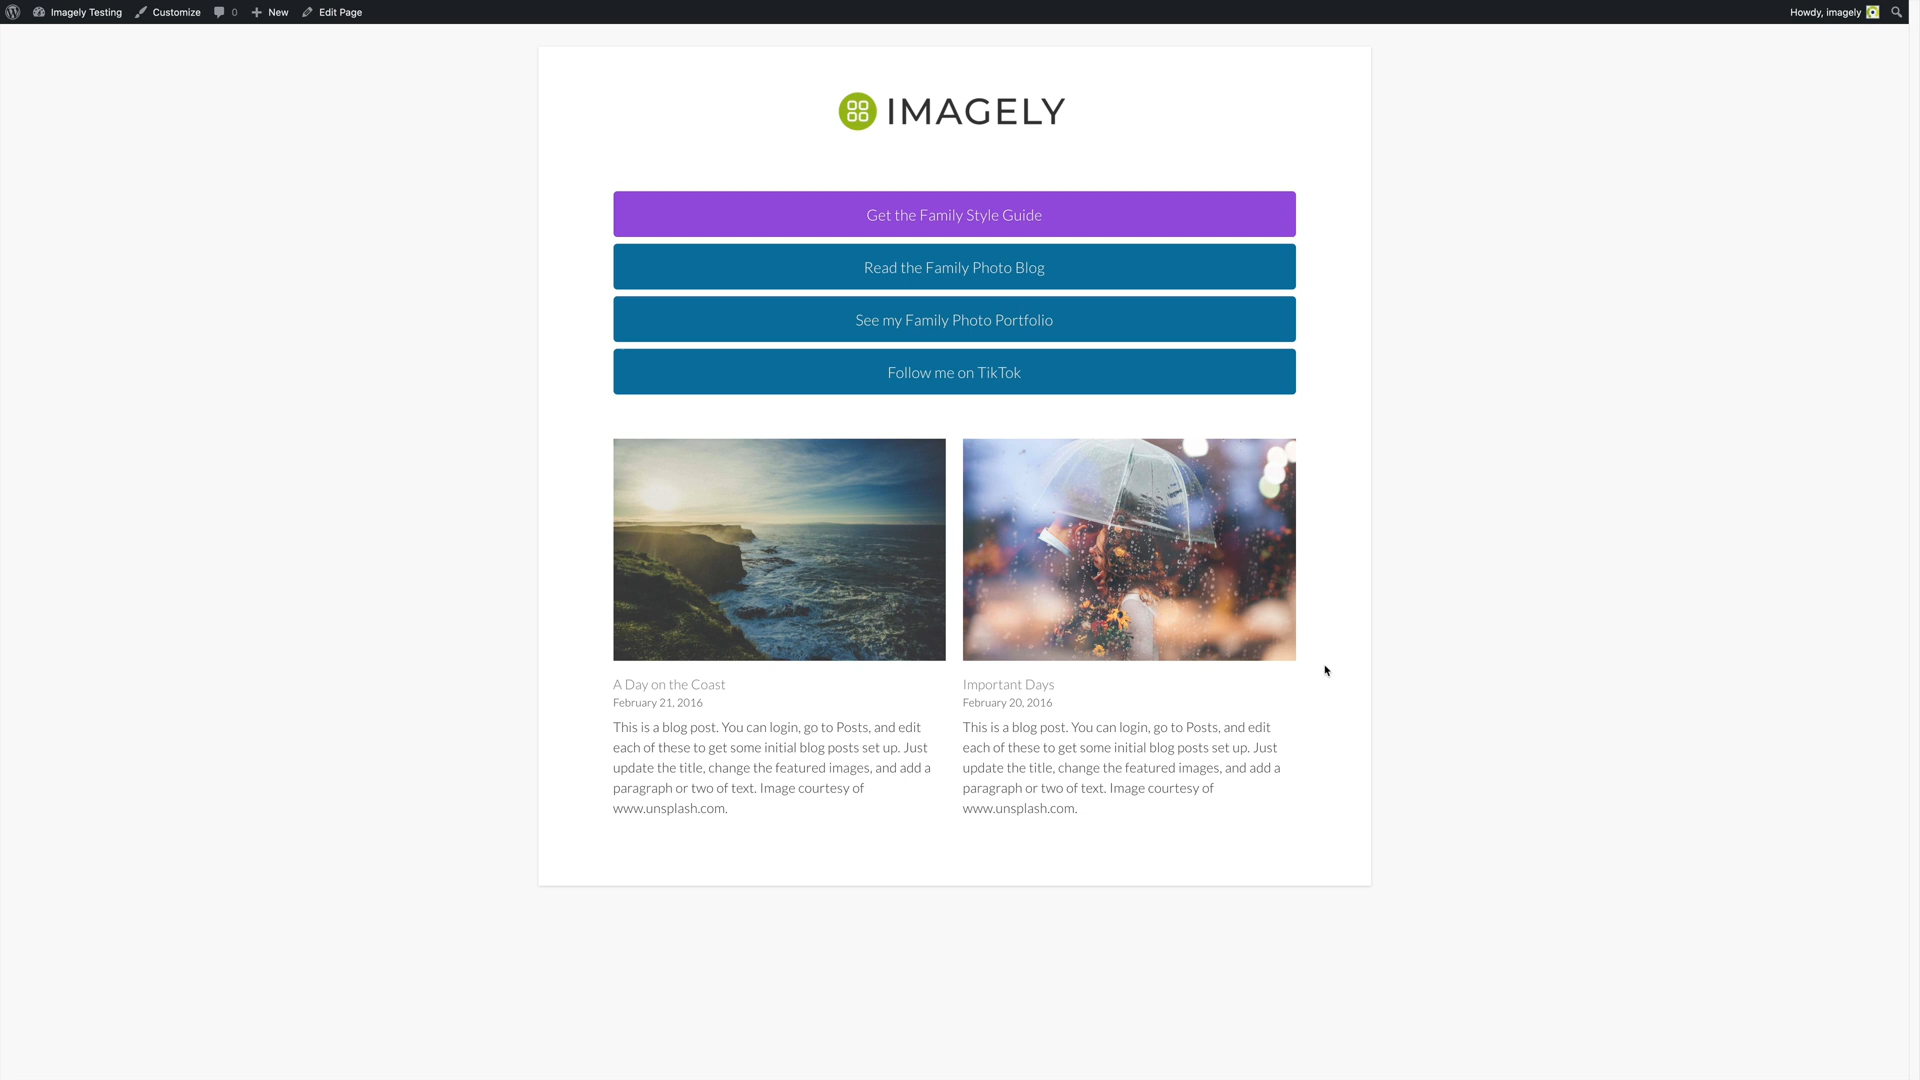 Imagely Testing Customize 0 New Edit Page Howdy, imagely
IMAGELY
Get the Family Style Guide
Read the Family Photo Blog
See my Family Photo Portfolio
Follow me on TikTok
A Day on the Coast
February 21, 2016
This is a blog post. You can login, go to Posts, and edit
each of these to get some initial blog posts set up. Just
update the title, change the featured images, and add a
paragraph or two of text. Image courtesy of
www.unsplash.com.
Important Days
February 20, 2016
This is a blog post. You can login, go to Posts, and edit
each of these to get some initial blog posts set up. Just
update the title, change the featured images, and add a
paragraph or two of text. Image courtesy of
www.unsplash.com.